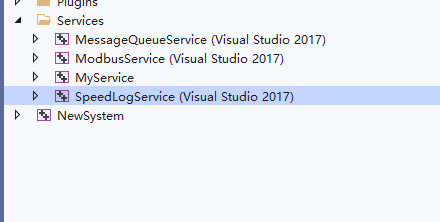 Plugins
Services
MessageQueueService (Visual Studio 2017)
ModbusService (Visual Studio 2017)
MyService
SpeedLogService (Visual Studio 2017)
NewSystem